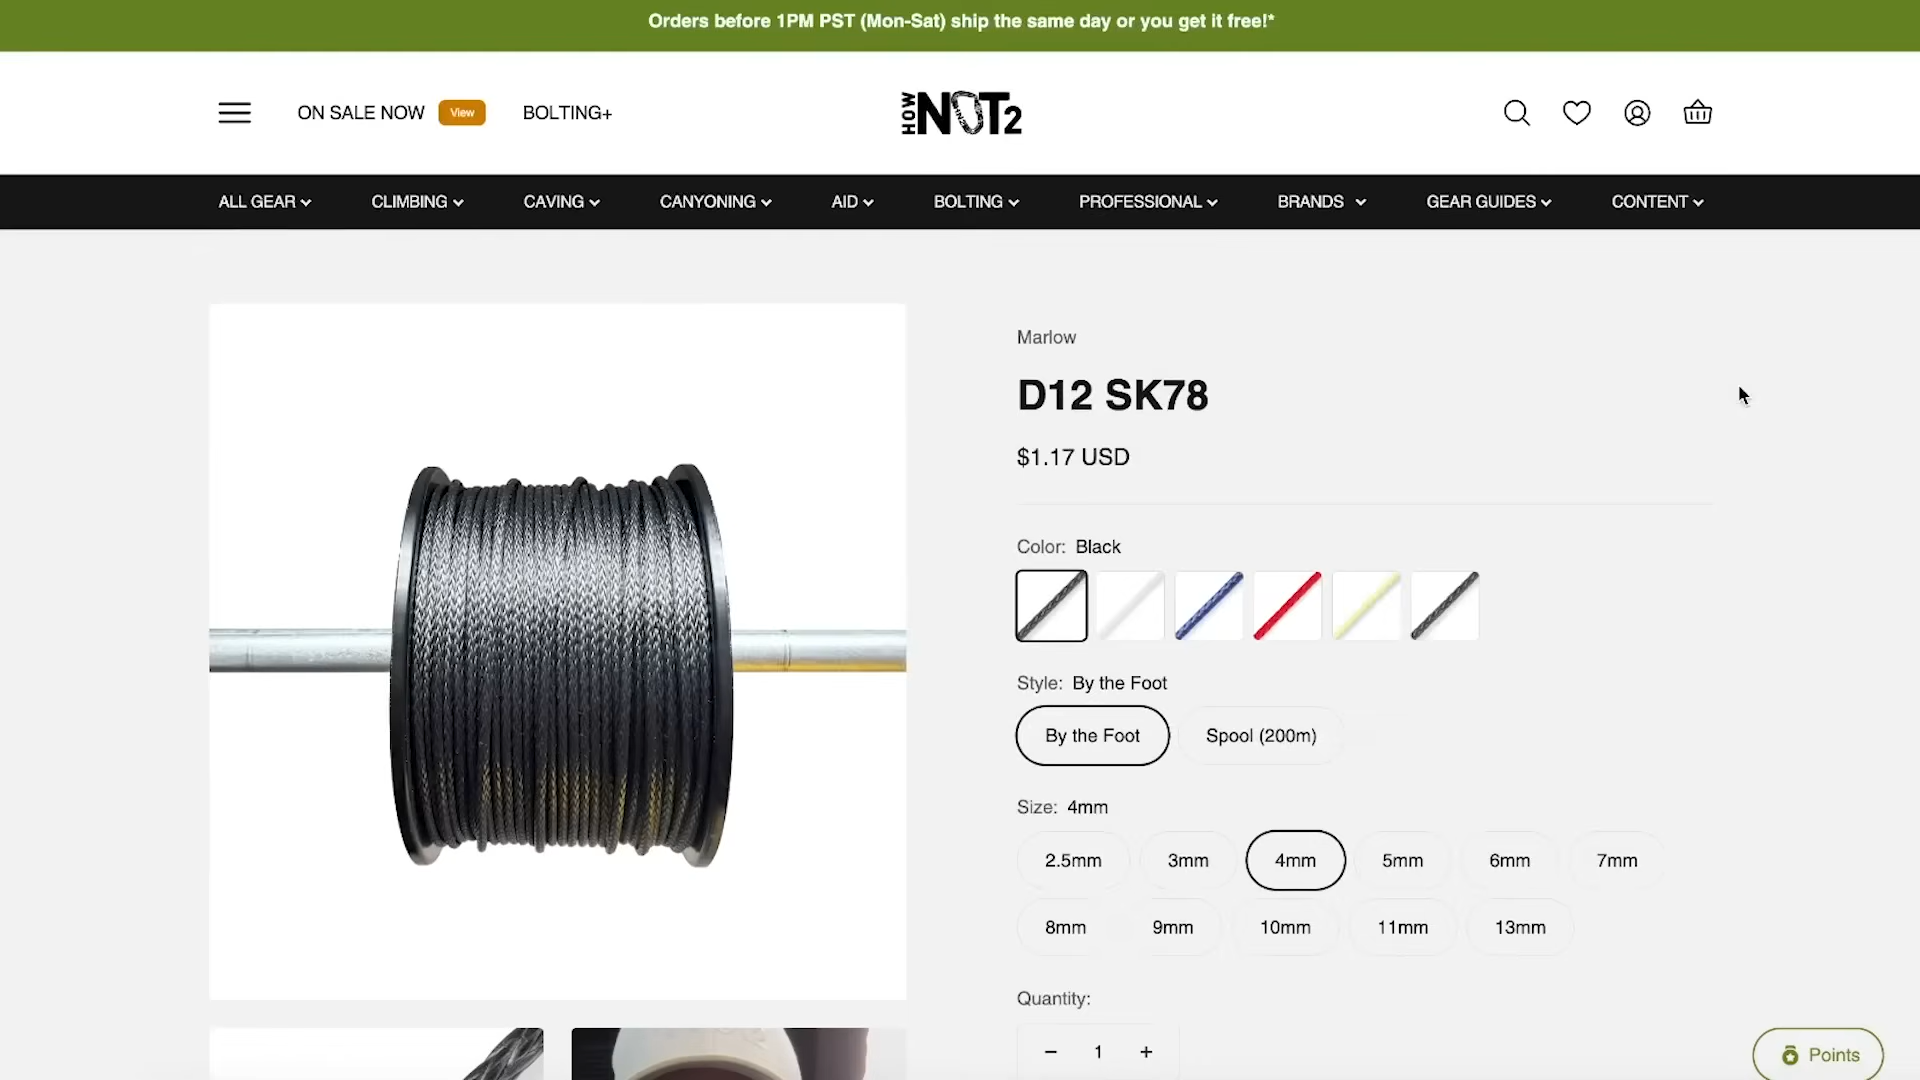 Orders before 1PM PST (Mon-Sat) ship the same day or you get it free!*
ON SALE NOW View BOLTING+
HOW NOT2
ALL GEAR CLIMBING CAVING CANYONING AID BOLTING PROFESSIONAL BRANDS GEAR GUIDES CONTENT
Marlow
D12 SK78
$1.17 USD
Color: Black
Style: By the Foot
By the Foot Spool (200m)
Size: 4mm
2.5mm 3mm 4mm 5mm 6mm 7mm
8mm 9mm 10mm 11mm 13mm
Quantity:
− 1 +
Points